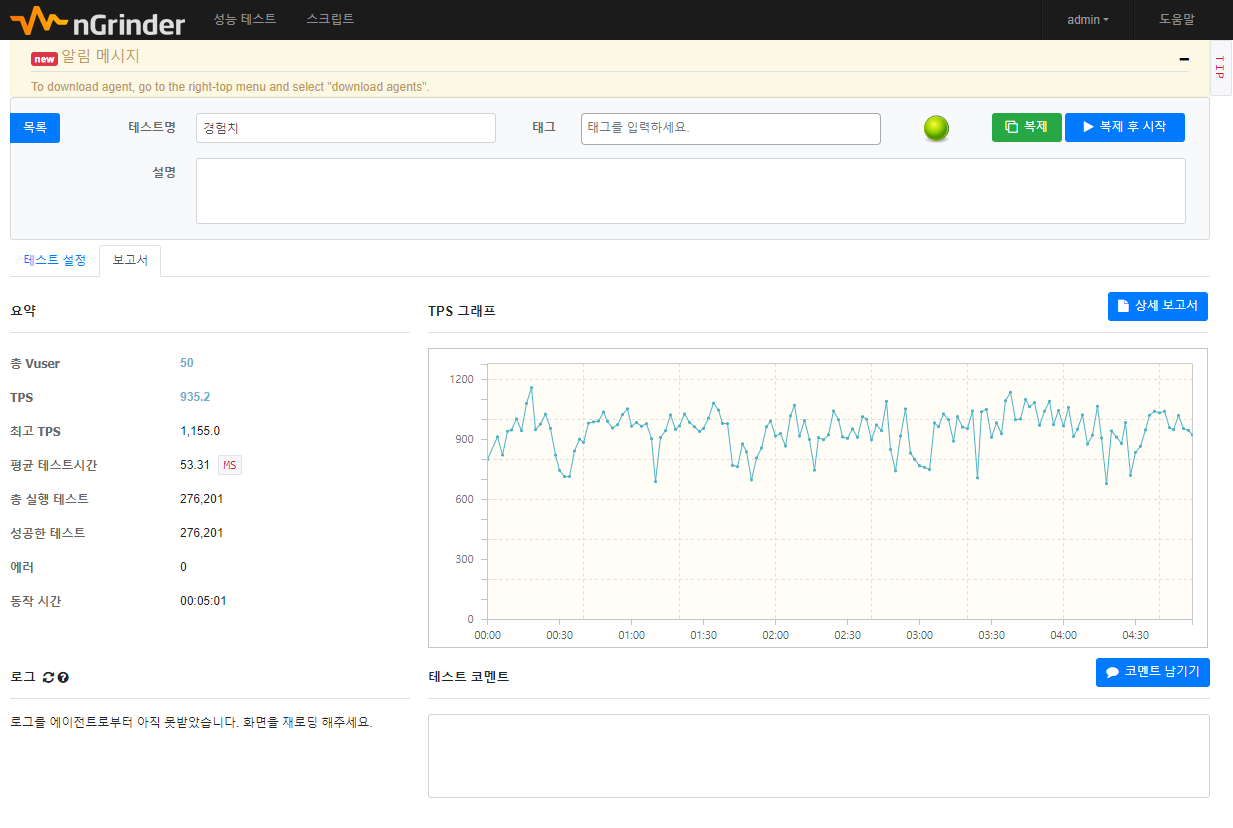 nGrinder 성능 테스트 스크립트 admin 도움말
new 알림 메시지
TIP
To download agent, go to the right-top menu and select "download agents".
목록 테스트명 경험치 태그 태그를 입력하세요. 복제 복제 후 시작
설명
테스트 설정 보고서
요약
TPS 그래프 상세 보고서
총 Vuser 50
TPS 935.2
최고 TPS 1,155.0
평균 테스트시간 53.31 MS
총 실행 테스트 276,201
성공한 테스트 276,201
에러 0
동작 시간 00:05:01
1200
900
600
300
0
00:00 00:30 01:00 01:30 02:00 02:30 03:00 03:30 04:00 04:30
로그
로그를 에이전트로부터 아직 못받았습니다. 화면을 재로딩 해주세요.
테스트 코멘트 코멘트 남기기